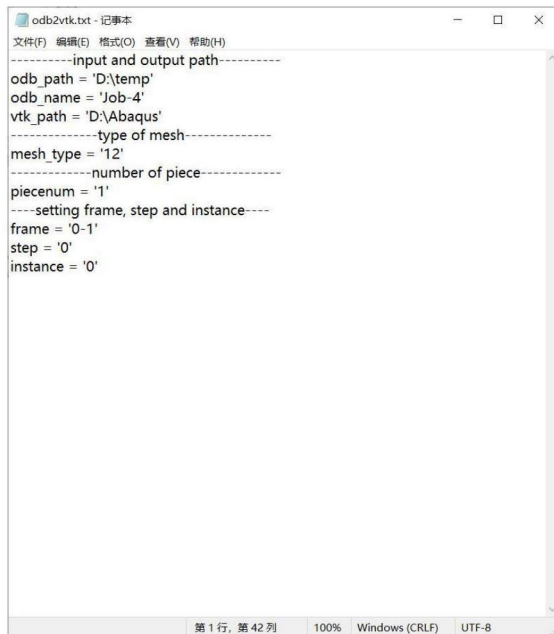 odb2vtk.txt - 记事本
文件(F) 编辑(E) 格式(O) 查看(V) 帮助(H)
----------input and output path----------
odb_path = 'D:\temp'
odb_name = 'Job-4'
vtk_path = 'D:\Abaqus'
--------------type of mesh--------------
mesh_type = '12'
-------------number of piece-------------
piecenum = '1'
----setting frame, step and instance----
frame = '0-1'
step = '0'
instance = '0'
第 1 行, 第 42 列 100% Windows (CRLF) UTF-8